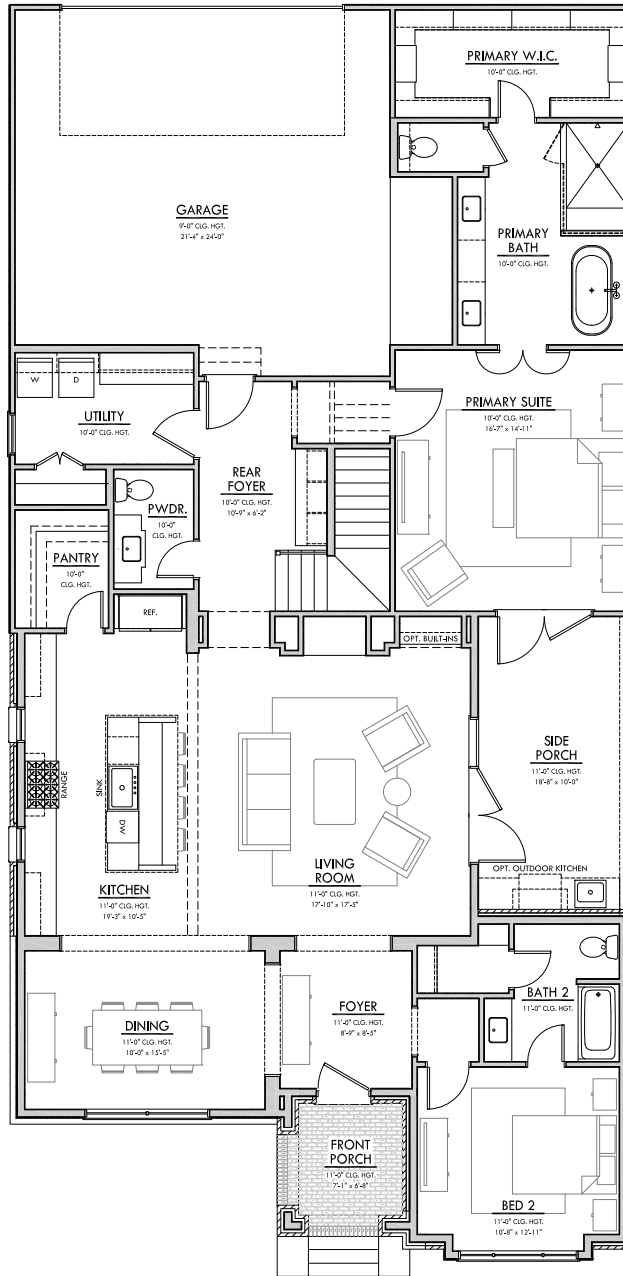 PRIMARY W.I.C.
10'-0" CLG. HGT.
GARAGE
9'-0" CLG. HGT.
21'-4" x 24'-0"
PRIMARY
BATH
10'-0" CLG. HGT.
W
D
UTILITY
10'-0" CLG. HGT.
PRIMARY SUITE
10'-0" CLG. HGT.
16'-7" x 14'-11"
REAR
FOYER
10'-0" CLG. HGT.
10'-9" x 6'-2"
PWDR.
10'-0"
CLG. HGT.
PANTRY
10'-0"
CLG. HGT.
REF.
OPT. BUILT-INS
SIDE
PORCH
11'-0" CLG. HGT.
18'-8" x 10'-0"
RANGE
SINK
DW
KITCHEN
11'-0" CLG. HGT.
19'-3" x 10'-5"
LIVING
ROOM
11'-0" CLG. HGT.
17'-10" x 17'-5"
OPT. OUTDOOR KITCHEN
BATH 2
11'-0" CLG. HGT.
DINING
11'-0" CLG. HGT.
10'-0" x 15'-5"
FOYER
11'-0" CLG. HGT.
8'-9" x 8'-5"
FRONT
PORCH
11'-0" CLG. HGT.
7'-1" x 6'-8"
BED 2
11'-0" CLG. HGT.
10'-8" x 12'-11"